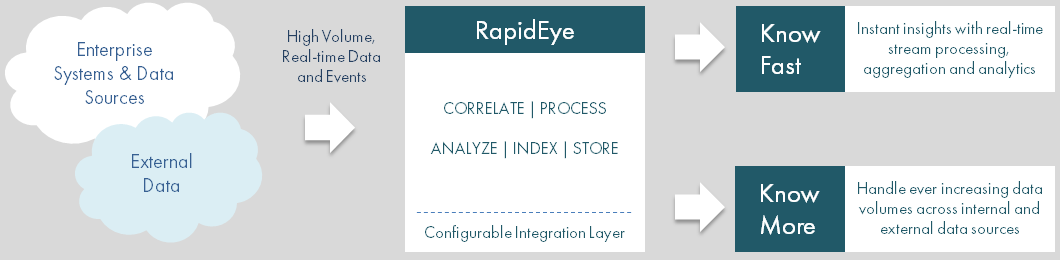 Enterprise
Systems & Data
Sources
External
Data
High Volume,
Real-time Data
and Events
RapidEye
CORRELATE | PROCESS
ANALYZE | INDEX | STORE
Configurable Integration Layer
Know
Fast
Instant insights with real-time
stream processing,
aggregation and analytics
Know
More
Handle ever increasing data
volumes across internal and
external data sources